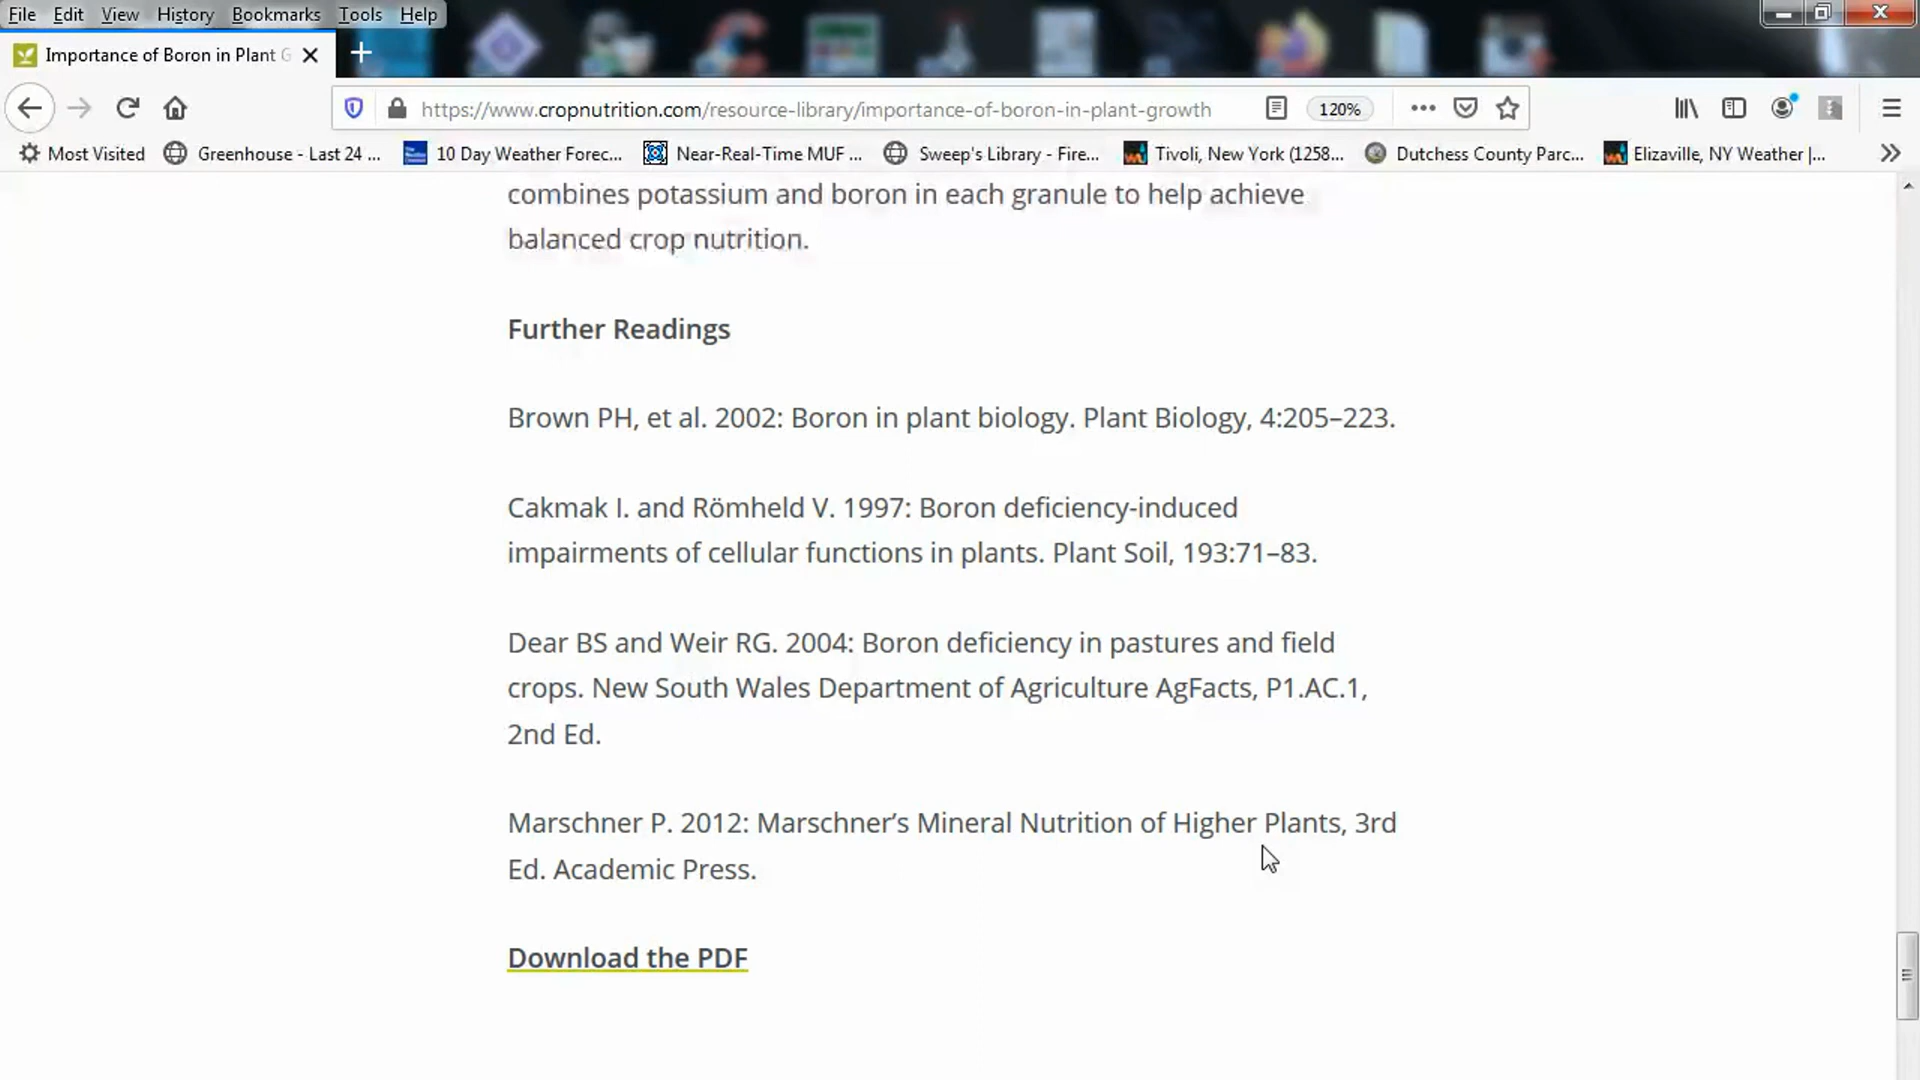 File Edit View History Bookmarks Tools Help
Importance of Boron in Plant G
https://www.cropnutrition.com/resource-library/importance-of-boron-in-plant-growth 120%
Most Visited Greenhouse - Last 24 ... 10 Day Weather Forec... Near-Real-Time MUF ... Sweep's Library - Fire... Tivoli, New York (1258... Dutchess County Parc... Elizaville, NY Weather |...
combines potassium and boron in each granule to help achieve
balanced crop nutrition.
Further Readings
Brown PH, et al. 2002: Boron in plant biology. Plant Biology, 4:205–223.
Cakmak I. and Römheld V. 1997: Boron deficiency-induced
impairments of cellular functions in plants. Plant Soil, 193:71–83.
Dear BS and Weir RG. 2004: Boron deficiency in pastures and field
crops. New South Wales Department of Agriculture AgFacts, P1.AC.1,
2nd Ed.
Marschner P. 2012: Marschner’s Mineral Nutrition of Higher Plants, 3rd
Ed. Academic Press.
Download the PDF